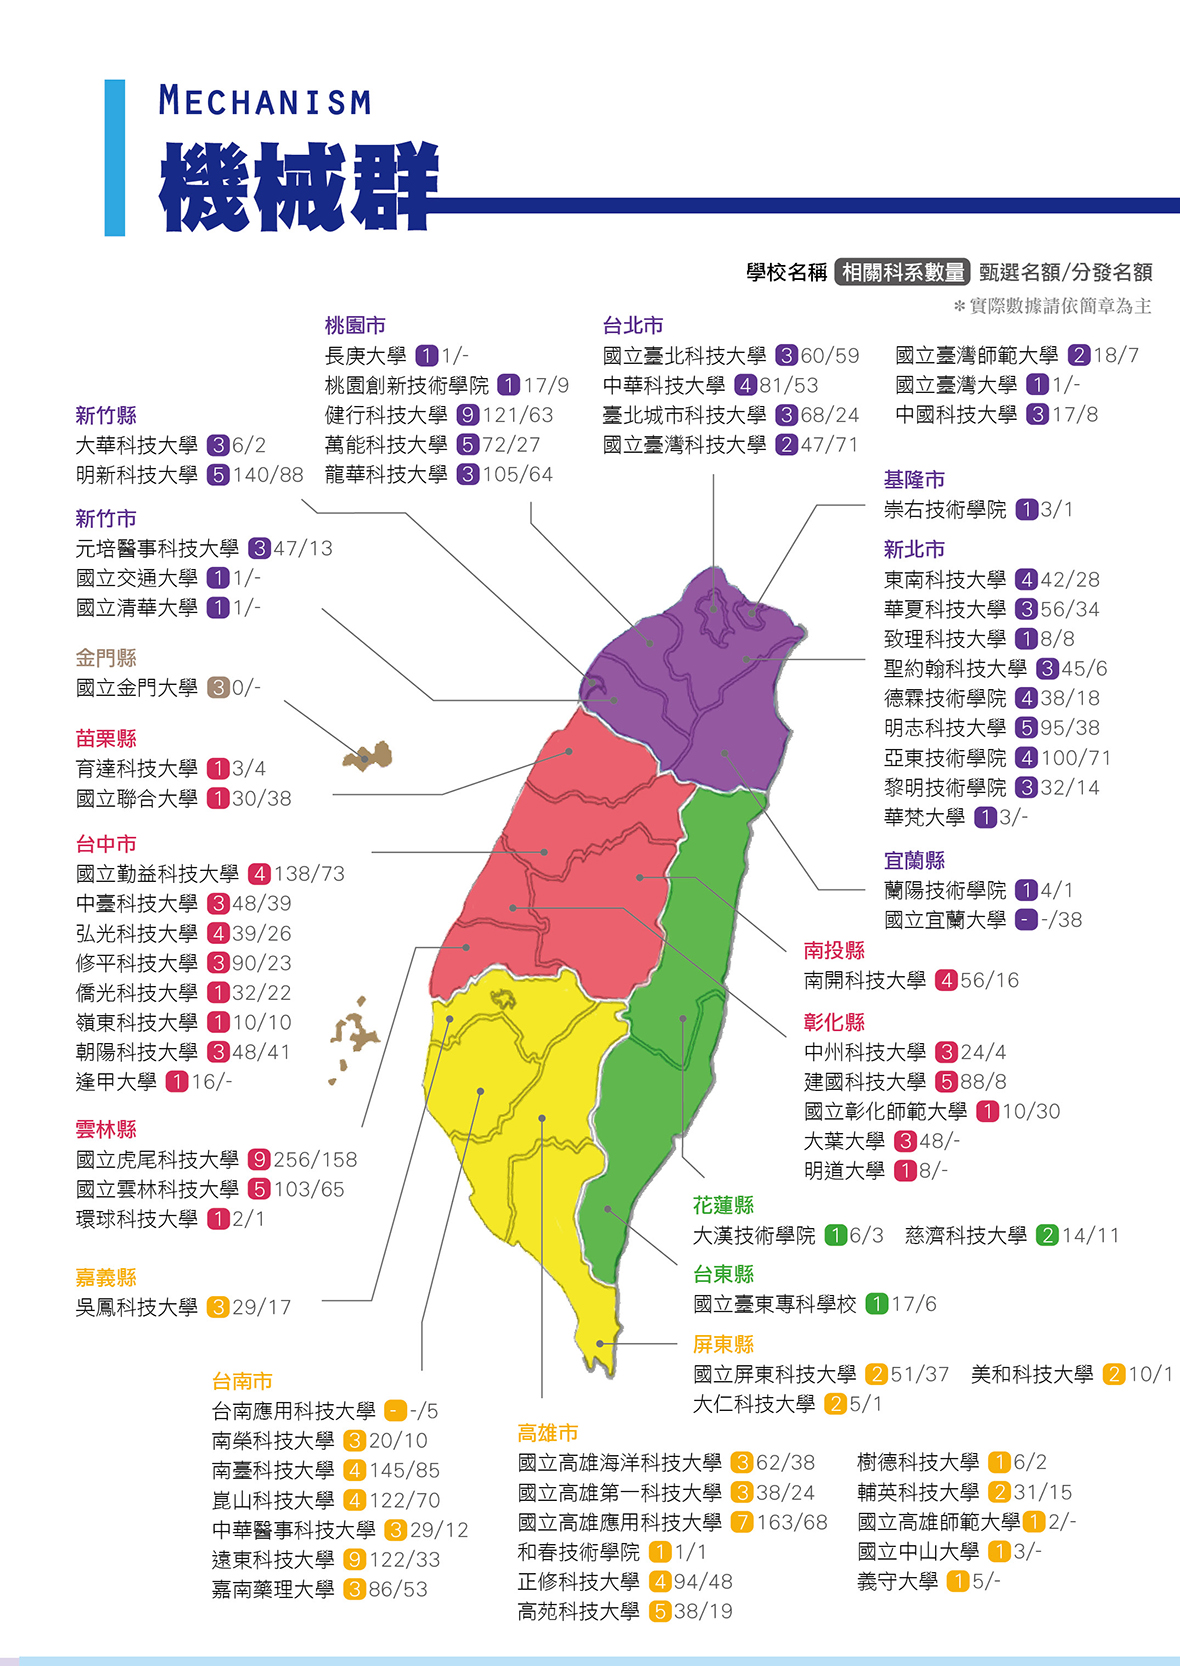 MECHANISM
機械群
學校名稱 相關科系數量 甄選名額/分發名額
＊實際數據請依簡章為主
桃園市
長庚大學 1 1/-
桃園創新技術學院 1 17/9
健行科技大學 9 121/63
萬能科技大學 5 72/27
龍華科技大學 3 105/64
台北市
國立臺北科技大學 3 60/59
中華科技大學 4 81/53
臺北城市科技大學 3 68/24
國立臺灣科技大學 2 47/71
國立臺灣師範大學 2 18/7
國立臺灣大學 1 1/-
中國科技大學 3 17/8
新竹縣
大華科技大學 3 6/2
明新科技大學 5 140/88
新竹市
元培醫事科技大學 3 47/13
國立交通大學 1 1/-
國立清華大學 1 1/-
基隆市
崇右技術學院 1 3/1
新北市
東南科技大學 4 42/28
華夏科技大學 3 56/34
致理科技大學 1 8/8
聖約翰科技大學 3 45/6
德霖技術學院 4 38/18
明志科技大學 5 95/38
亞東技術學院 4 100/71
黎明技術學院 3 32/14
華梵大學 1 3/-
金門縣
國立金門大學 3 0/-
苗栗縣
育達科技大學 1 3/4
國立聯合大學 1 30/38
宜蘭縣
蘭陽技術學院 1 4/1
國立宜蘭大學 - -/38
台中市
國立勤益科技大學 4 138/73
中臺科技大學 3 48/39
弘光科技大學 4 39/26
修平科技大學 3 90/23
僑光科技大學 1 32/22
嶺東科技大學 1 10/10
朝陽科技大學 3 48/41
逢甲大學 1 16/-
南投縣
南開科技大學 4 56/16
彰化縣
中州科技大學 3 24/4
建國科技大學 5 88/8
國立彰化師範大學 1 10/30
大葉大學 3 48/-
明道大學 1 8/-
雲林縣
國立虎尾科技大學 9 256/158
國立雲林科技大學 5 103/65
環球科技大學 1 2/1
花蓮縣
大漢技術學院 1 6/3 慈濟科技大學 2 14/11
台東縣
國立臺東專科學校 1 17/6
嘉義縣
吳鳳科技大學 3 29/17
屏東縣
國立屏東科技大學 2 51/37 美和科技大學 2 10/1
大仁科技大學 2 5/1
台南市
台南應用科技大學 - -/5
南榮科技大學 3 20/10
南臺科技大學 4 145/85
崑山科技大學 4 122/70
中華醫事科技大學 3 29/12
遠東科技大學 9 122/33
嘉南藥理大學 3 86/53
高雄市
國立高雄海洋科技大學 3 62/38
國立高雄第一科技大學 3 38/24
國立高雄應用科技大學 7 163/68
和春技術學院 1 1/1
正修科技大學 4 94/48
高苑科技大學 5 38/19
樹德科技大學 1 6/2
輔英科技大學 2 31/15
國立高雄師範大學 1 2/-
國立中山大學 1 3/-
義守大學 1 5/-